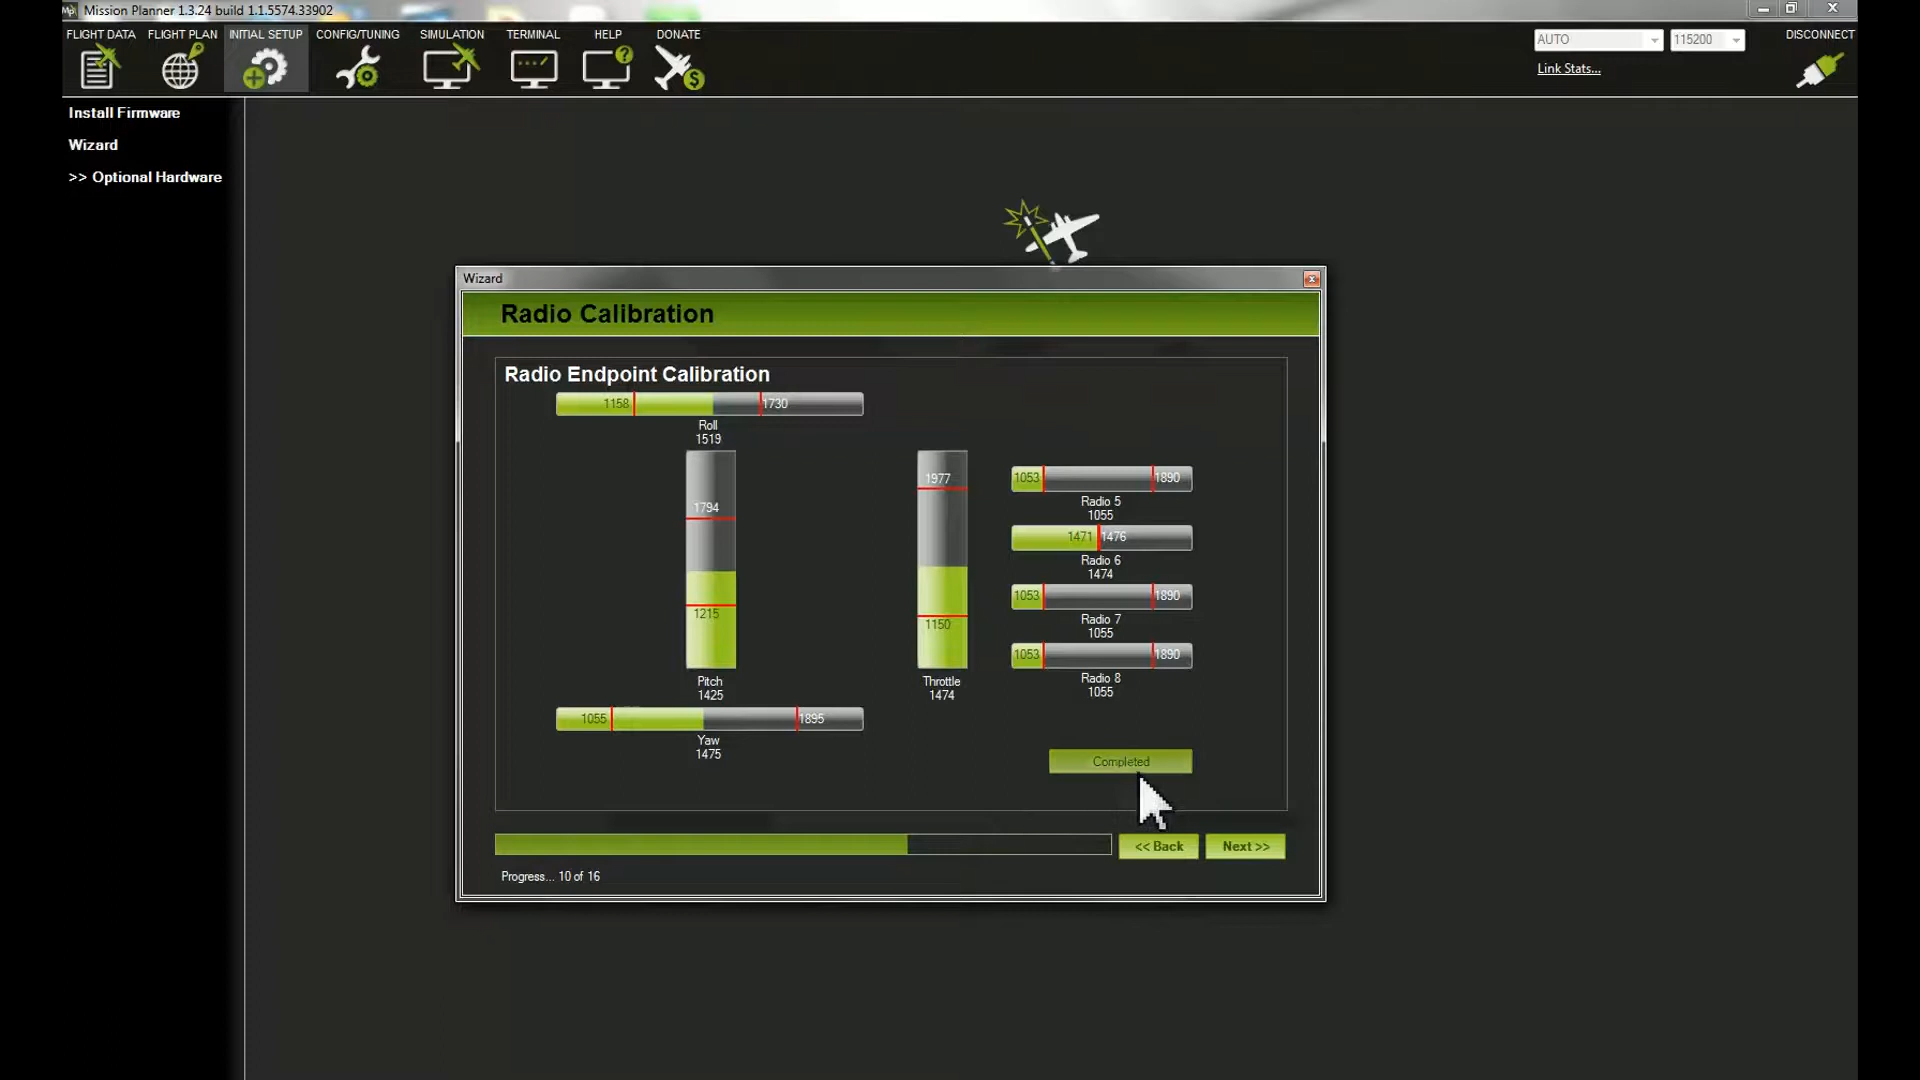 Mission Planner 1.3.24 build 1.1.5574.33902
FLIGHT DATA FLIGHT PLAN INITIAL SETUP CONFIG/TUNING SIMULATION TERMINAL HELP DONATE
AUTO 115200 DISCONNECT
Link Stats...
Install Firmware
Wizard
>> Optional Hardware
Wizard
Radio Calibration
Radio Endpoint Calibration
1158 1730
Roll
1519
1794
1215
Pitch
1425
1977
1150
Throttle
1474
1053 1890
Radio 5
1055
1471 1476
Radio 6
1474
1053 1890
Radio 7
1055
1053 1890
Radio 8
1055
1055 1895
Yaw
1475
Completed
<< Back Next >>
Progress... 10 of 16